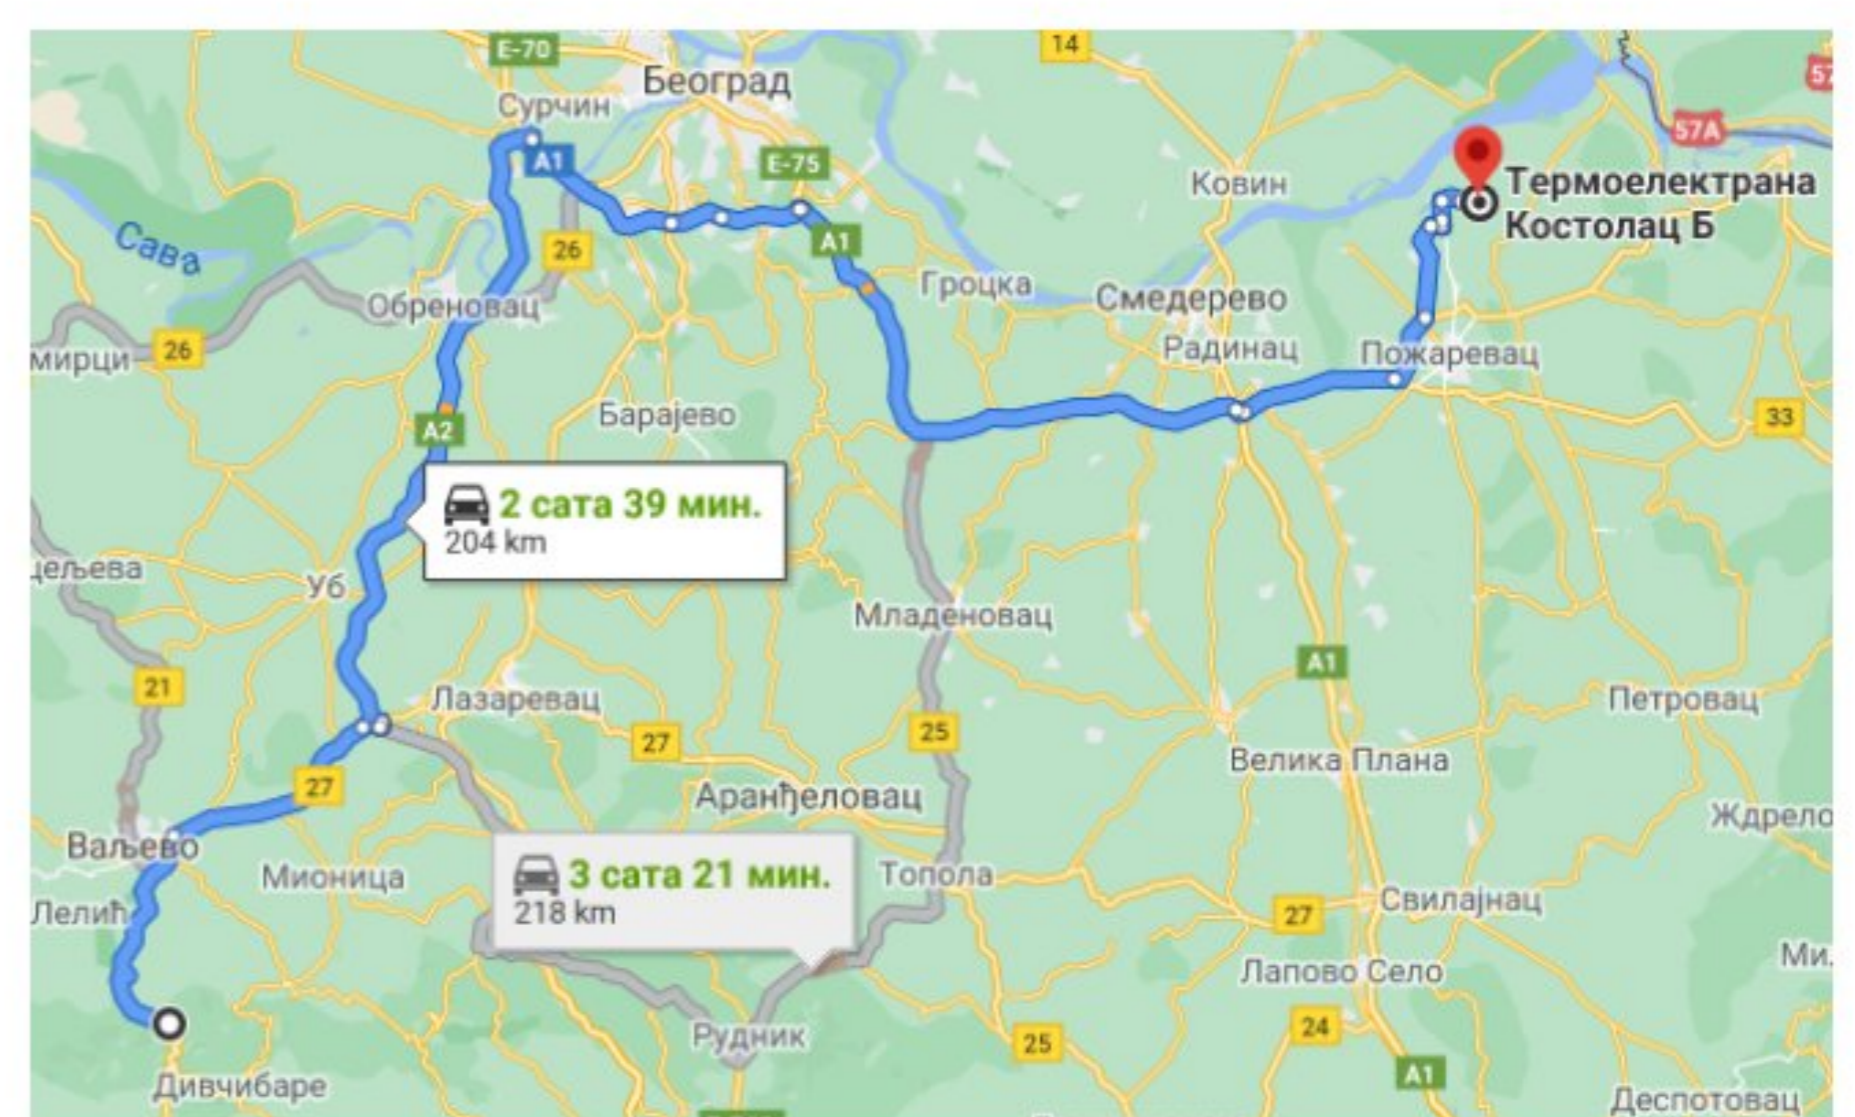 E-70
14
57
Београд
Сурчин
57A
A1
E-75
Ковин
Термоелектрана
Костолац Б
Сава
26
A1
Гроцка
Смедерево
Обреновац
мирци
26
Радинац
Пожаревац
Барајево
33
A2
2 сата 39 мин.
204 km
цељева
Уб
Младеновац
A1
21
Лазаревац
Петровац
27
25
27
Велика Плана
Аранђеловац
Ждрело
Ваљево
Мионица
3 сата 21 мин.
218 km
Топола
Лелић
27
Свилајнац
Ми.
Лапово Село
Рудник
25
24
A1
Дивчибаре
Деспотовац